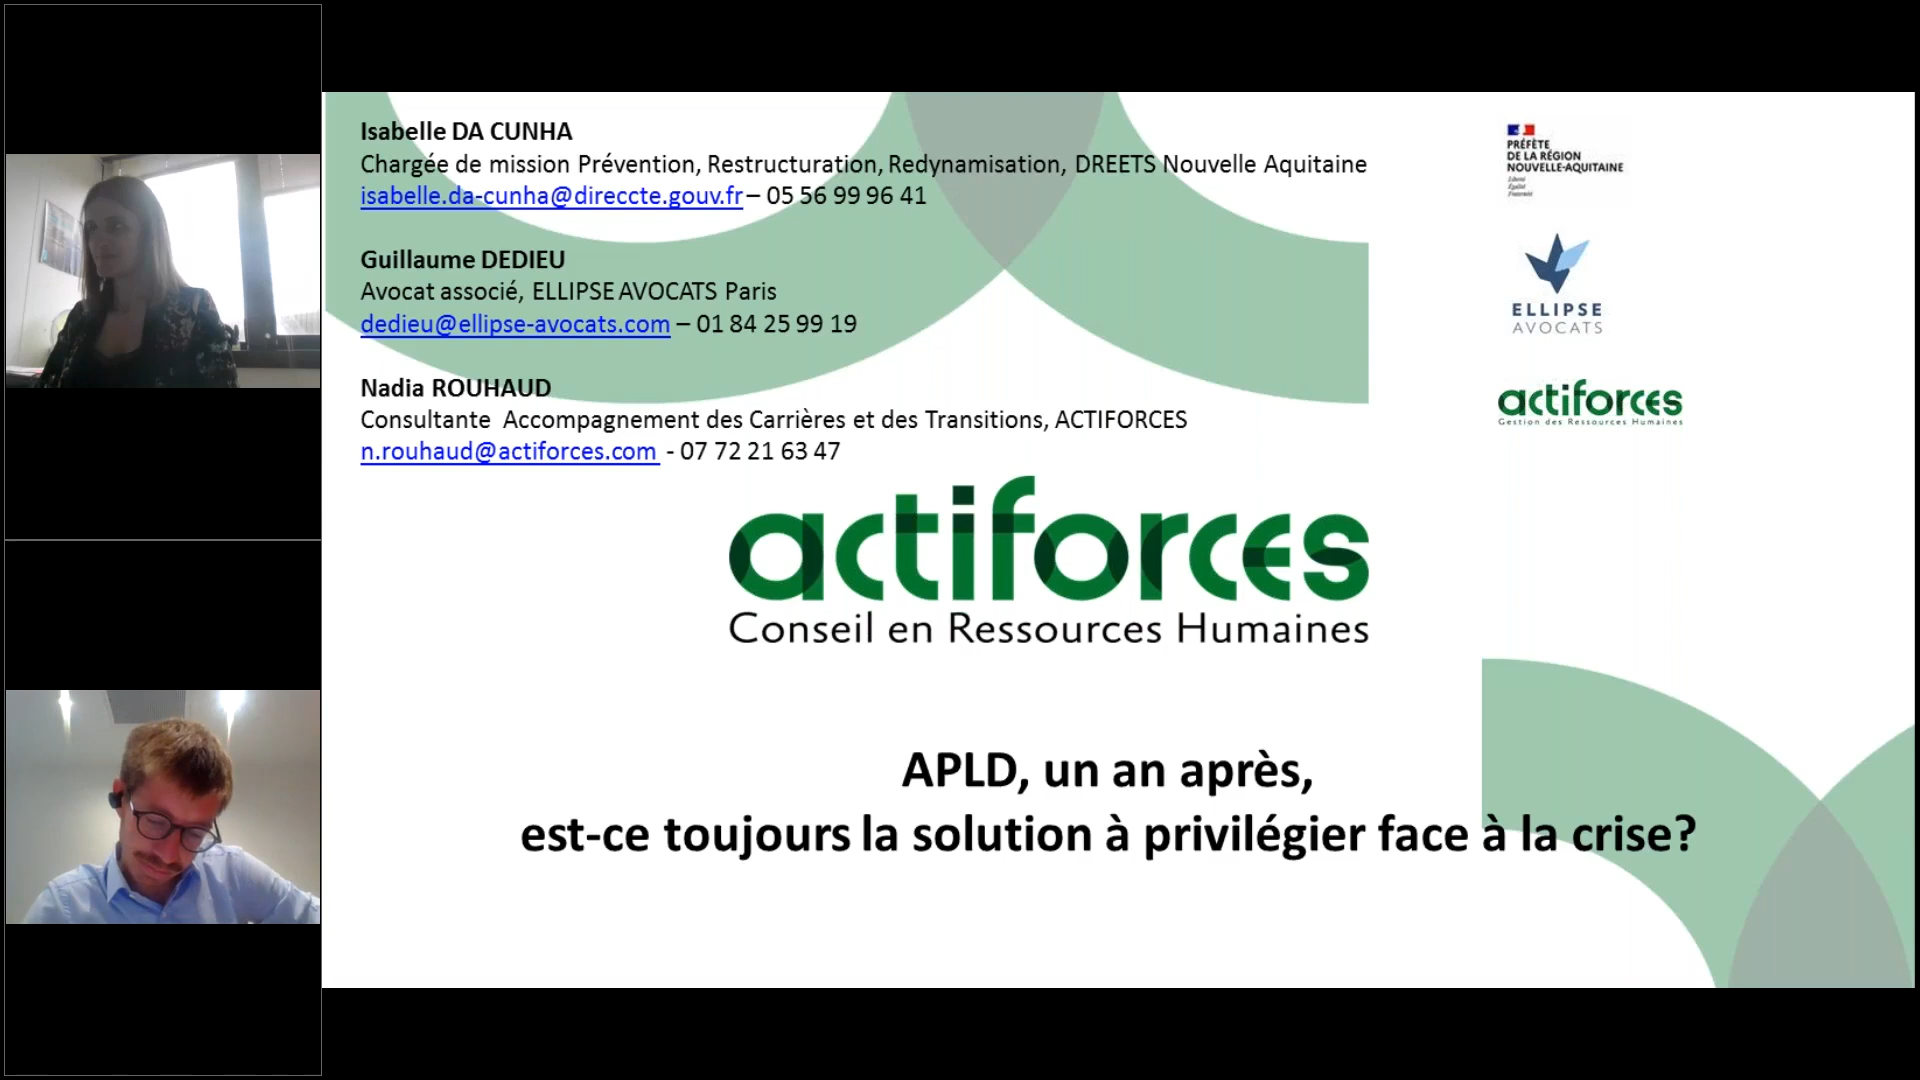 Isabelle DA CUNHA
Chargée de mission Prévention, Restructuration, Redynamisation, DREETS Nouvelle Aquitaine
isabelle.da-cunha@direccte.gouv.fr – 05 56 99 96 41
Guillaume DEDIEU
Avocat associé, ELLIPSE AVOCATS Paris
dedieu@ellipse-avocats.com – 01 84 25 99 19
Nadia ROUHAUD
Consultante Accompagnement des Carrières et des Transitions, ACTIFORCES
n.rouhaud@actiforces.com - 07 72 21 63 47
PRÉFÈTE
DE LA RÉGION
NOUVELLE-AQUITAINE
Liberté
Égalité
Fraternité
ELLIPSE
AVOCATS
actiforces
Gestion des Ressources Humaines
actiforces
Conseil en Ressources Humaines
APLD, un an après,
est-ce toujours la solution à privilégier face à la crise?